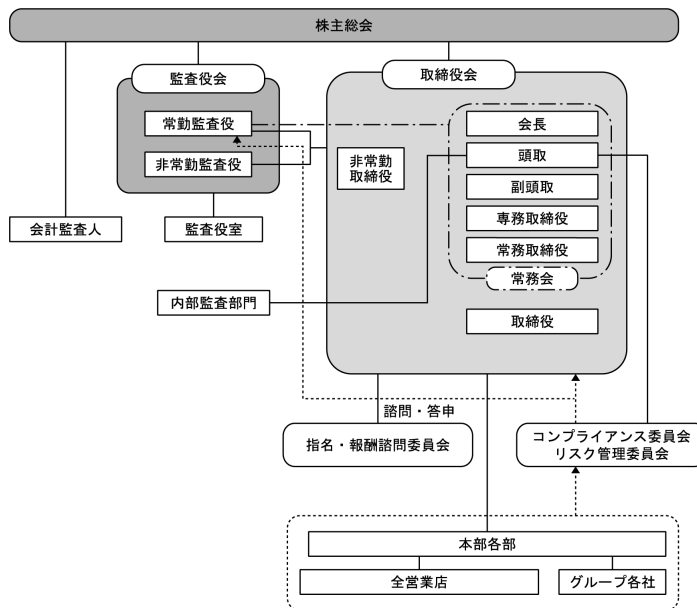 株主総会
監査役会
取締役会
常勤監査役
非常勤監査役
会長
頭取
副頭取
専務取締役
常務取締役
常務会
取締役
非常勤
取締役
会計監査人
監査役室
内部監査部門
諮問・答申
指名・報酬諮問委員会
コンプライアンス委員会
リスク管理委員会
本部各部
全営業店
グループ各社